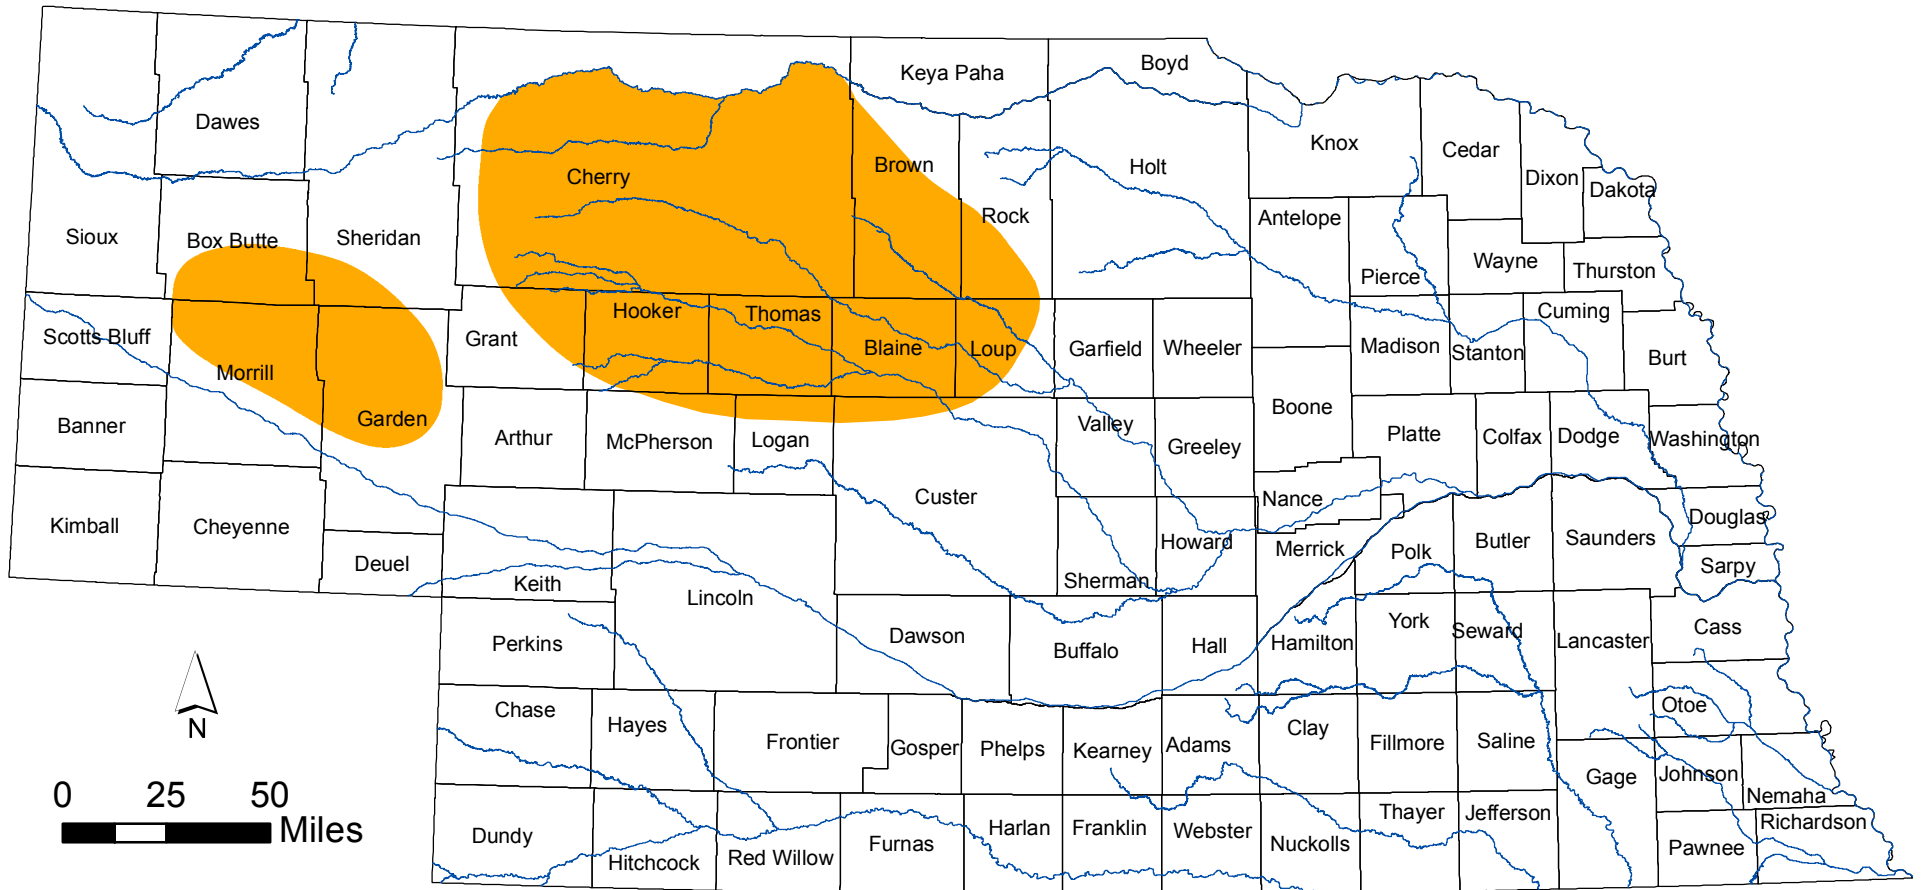 Boyd
Keya Paha
Dawes
Knox
Cedar
Brown
Holt
Cherry
Dixon
Dakota
Rock
Antelope
Sioux
Box Butte
Sheridan
Wayne
Thurston
Pierce
Hooker
Thomas
Cuming
Scotts Bluff
Grant
Blaine
Loup
Garfield
Wheeler
Madison
Stanton
Burt
Morrill
Boone
Garden
Banner
Arthur
McPherson
Logan
Valley
Greeley
Platte
Colfax
Dodge
Washington
Custer
Nance
Kimball
Cheyenne
Douglas
Howard
Merrick
Polk
Butler
Saunders
Deuel
Keith
Sherman
Sarpy
Lincoln
Perkins
Dawson
Buffalo
Hall
Hamilton
York
Seward
Lancaster
Cass
N
Chase
Hayes
Frontier
Gosper
Phelps
Kearney
Adams
Clay
Fillmore
Saline
Otoe
Gage
Johnson
Nemaha
0 25 50
Miles
Dundy
Hitchcock
Red Willow
Furnas
Harlan
Franklin
Webster
Nuckolls
Thayer
Jefferson
Pawnee
Richardson